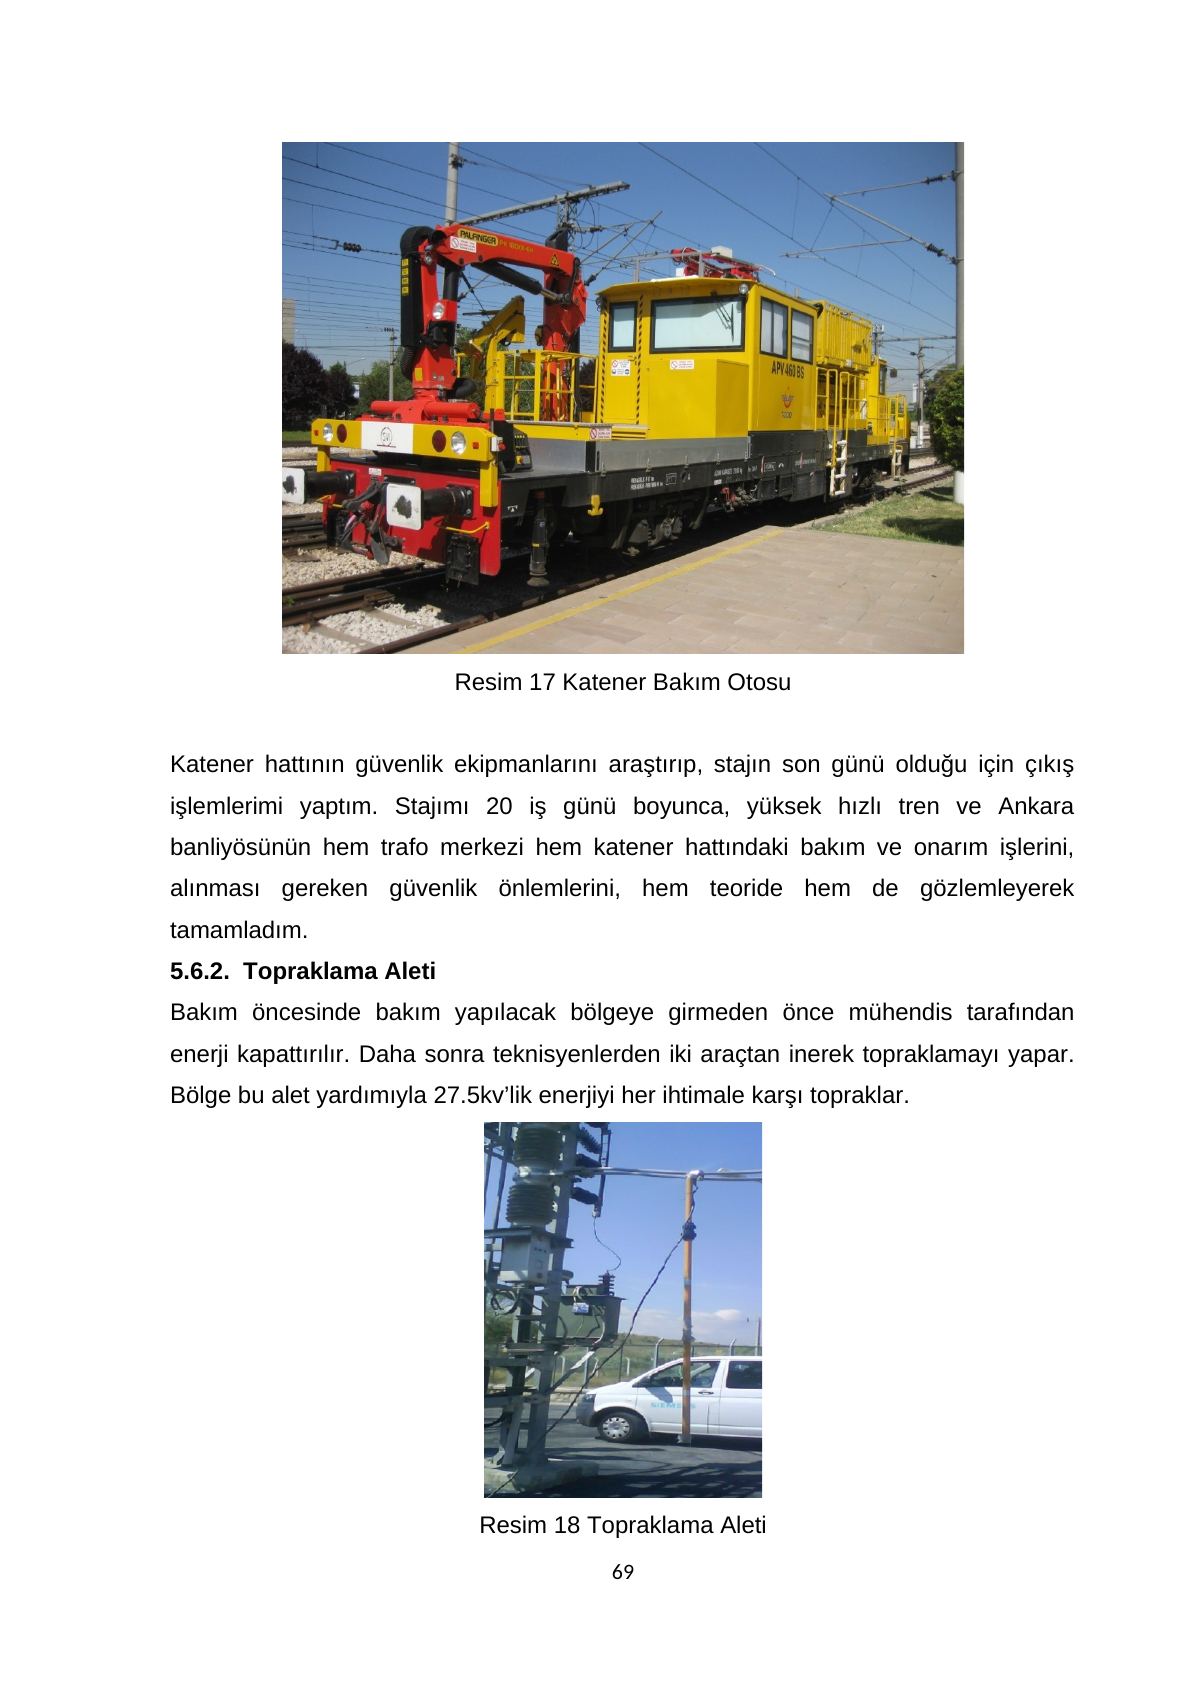 PALFINGER
APV 460 BS
Resim 17 Katener Bakım Otosu
Katener hattının güvenlik ekipmanlarını araştırıp, stajın son günü olduğu için çıkış
işlemlerimi yaptım. Stajımı 20 iş günü boyunca, yüksek hızlı tren ve Ankara
banliyösünün hem trafo merkezi hem katener hattındaki bakım ve onarım işlerini,
alınması gereken güvenlik önlemlerini, hem teoride hem de gözlemleyerek
tamamladım.
5.6.2. Topraklama Aleti
Bakım öncesinde bakım yapılacak bölgeye girmeden önce mühendis tarafından
enerji kapattırılır. Daha sonra teknisyenlerden iki araçtan inerek topraklamayı yapar.
Bölge bu alet yardımıyla 27.5kv’lik enerjiyi her ihtimale karşı topraklar.
Resim 18 Topraklama Aleti
69